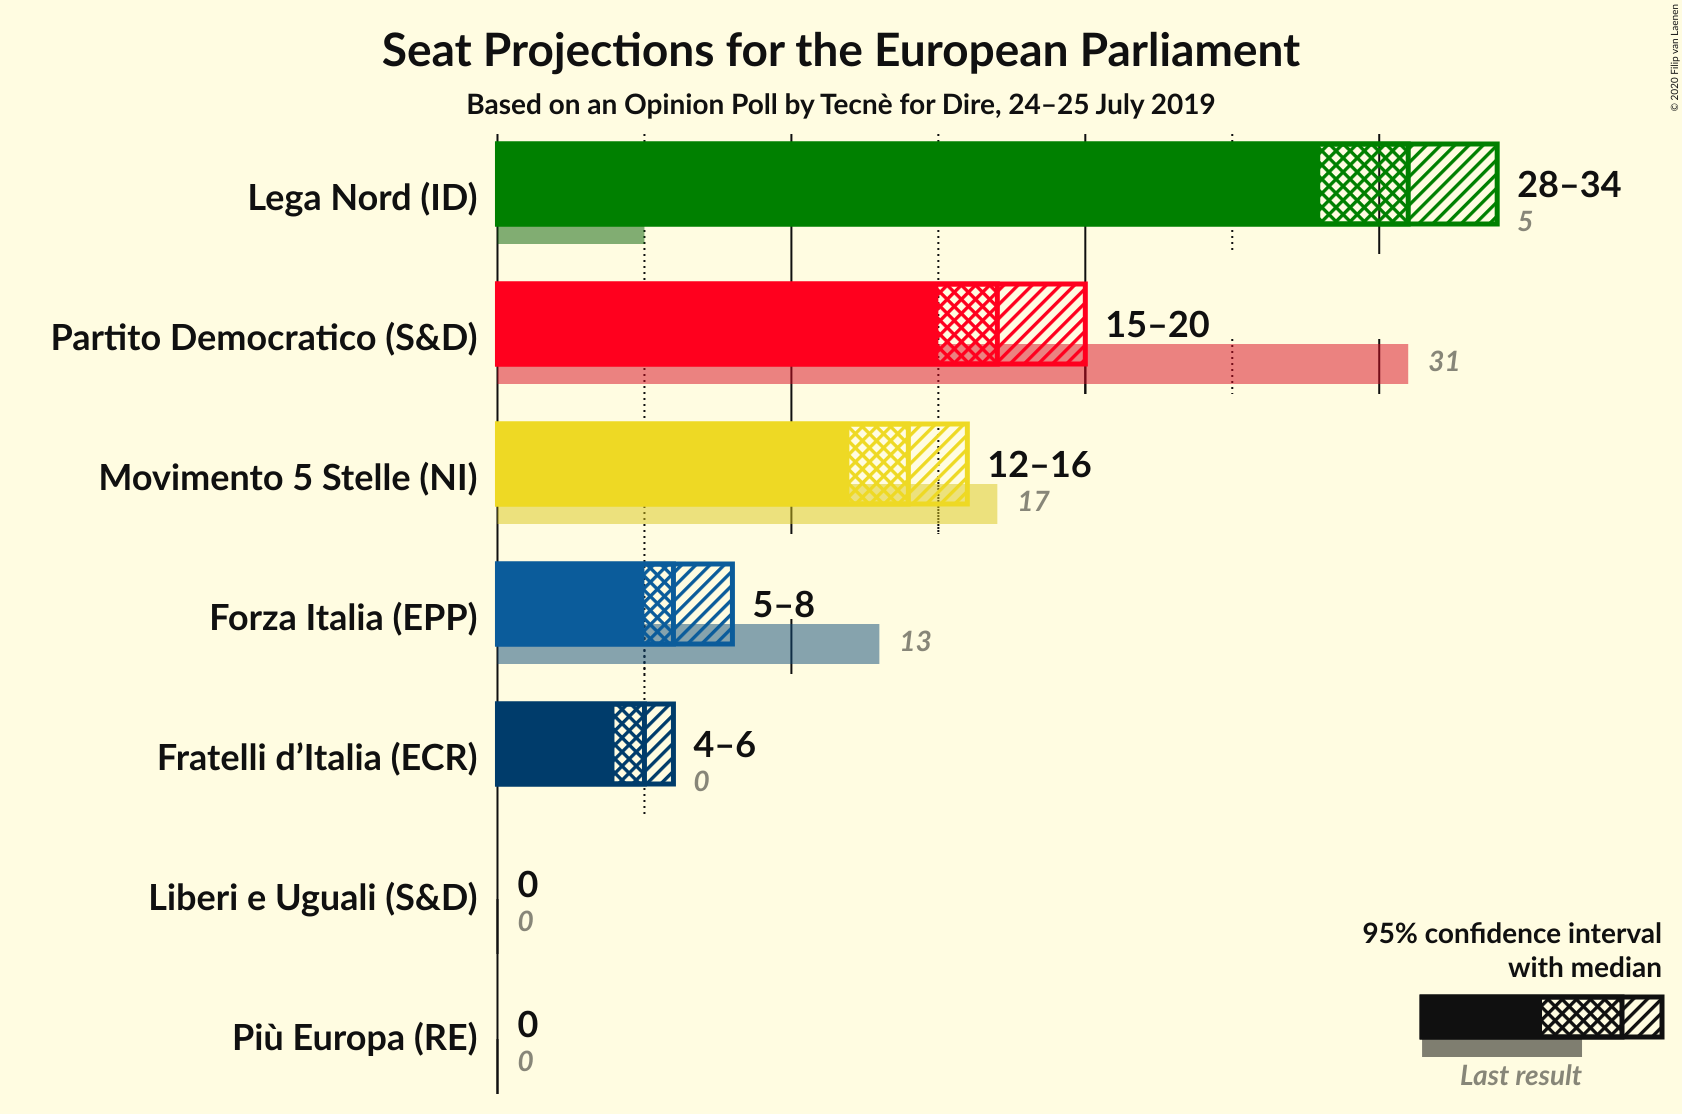 Seat Projections for the European Parliament
Based on an Opinion Poll by Tecnè for Dire, 24–25 July 2019
© 2020 Filip van Laenen
Lega Nord (ID)
28–34
5
Partito Democratico (S&D)
15–20
31
Movimento 5 Stelle (NI)
12–16
17
Forza Italia (EPP)
5–8
13
Fratelli d’Italia (ECR)
4–6
0
Liberi e Uguali (S&D)
0
0
Più Europa (RE)
0
0
95% confidence interval
with median
Last result